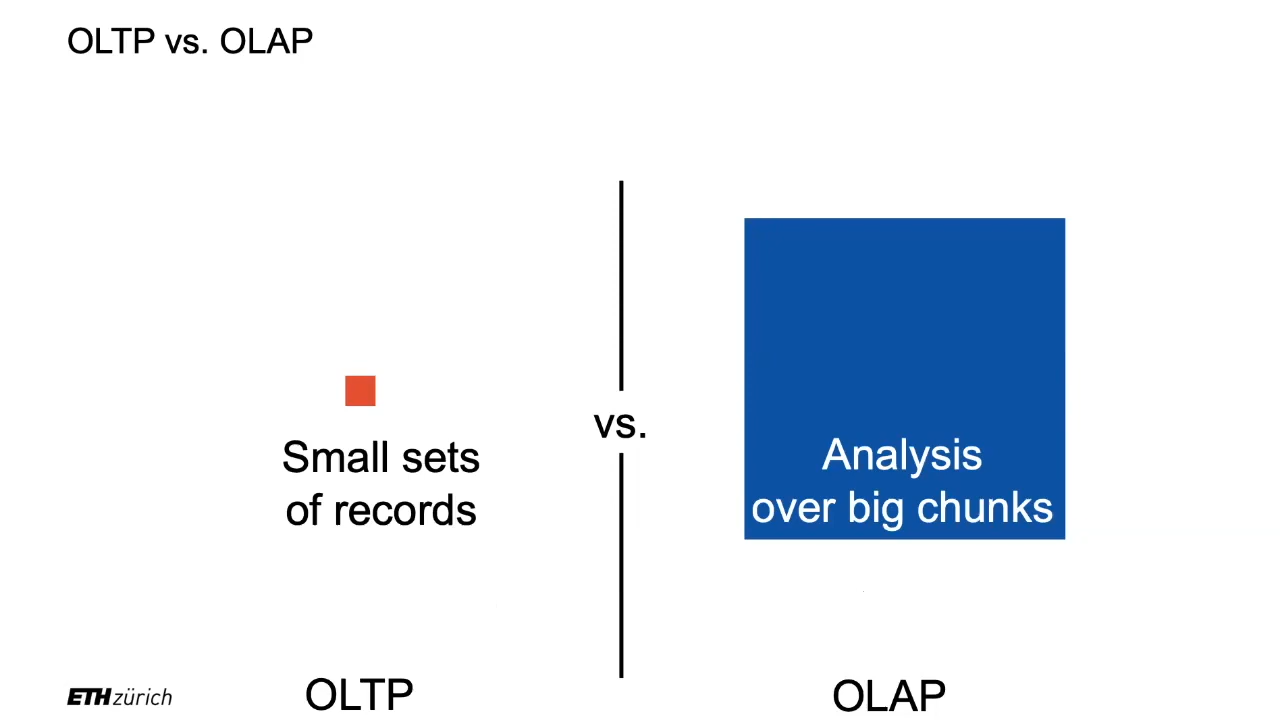 OLTP vs. OLAP
Small sets
of records
vs.
Analysis
over big chunks
OLTP
OLAP
ETH zürich